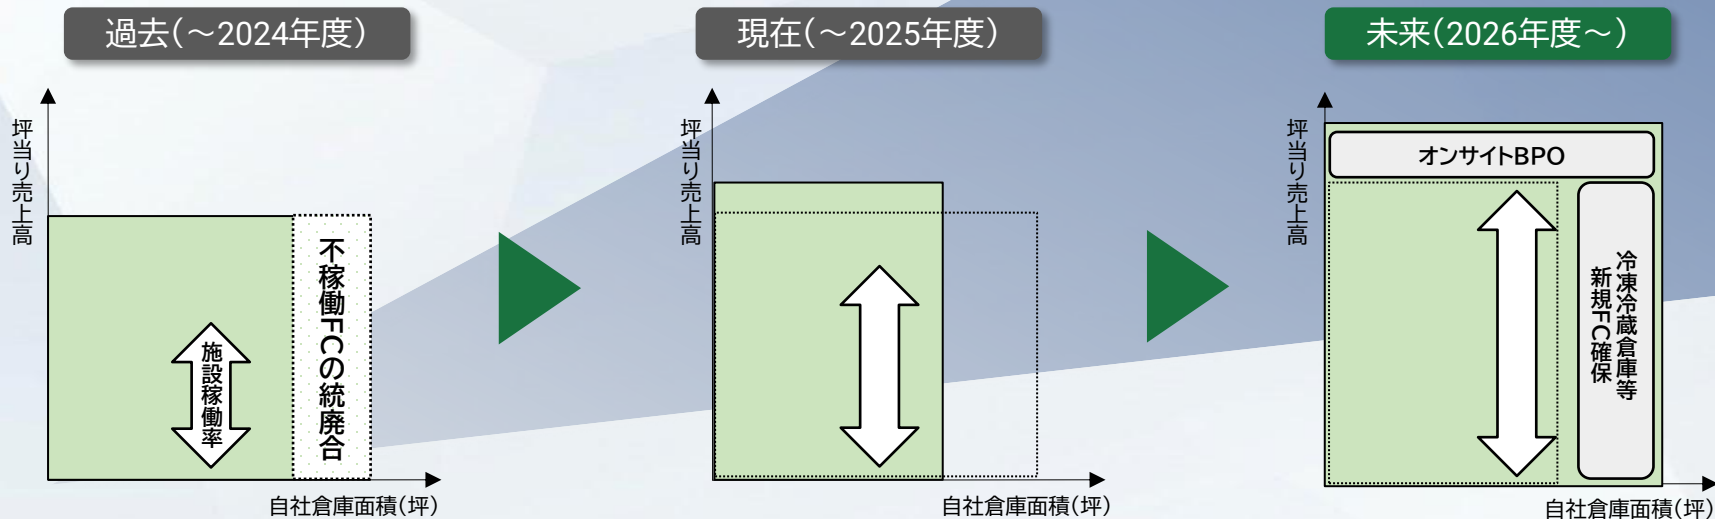 過去(～2024年度)
現在(～2025年度)
未来(2026年度～)
坪当り売上高
施設稼働率
不稼働FCの統廃合
自社倉庫面積(坪)
坪当り売上高
自社倉庫面積(坪)
坪当り売上高
オンサイトBPO
冷凍冷蔵倉庫等
新規FC確保
自社倉庫面積(坪)